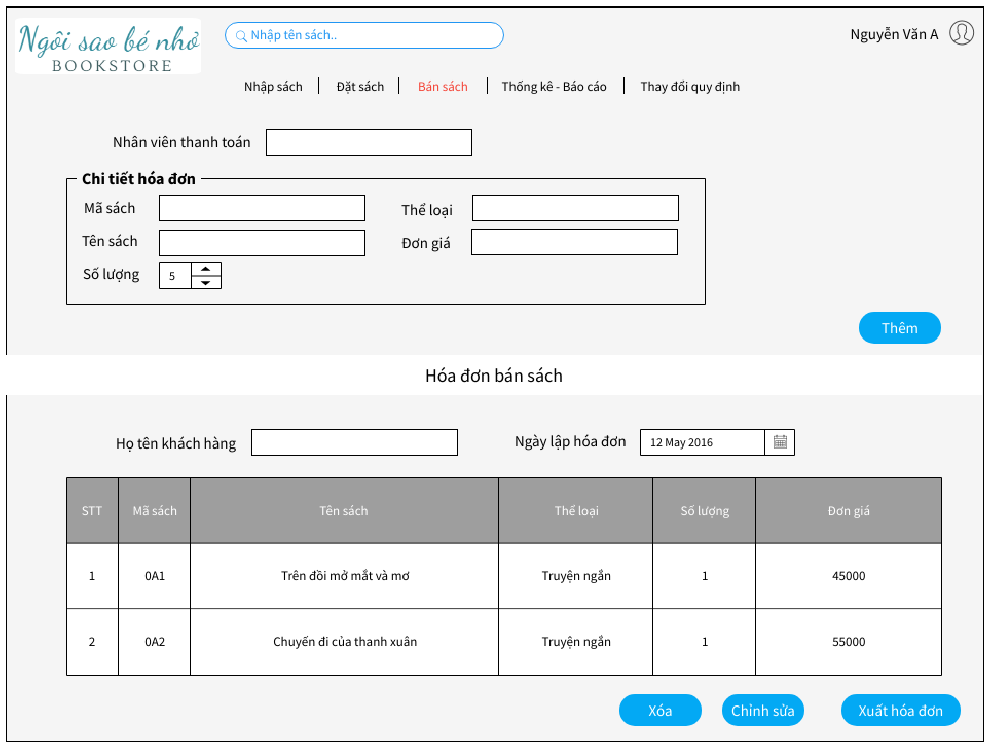 Ngôi sao bé nhỏ
BOOKSTORE
Nhập tên sách..
Nguyễn Văn A
Nhập sách | Đặt sách | Bán sách | Thống kê - Báo cáo | Thay đổi quy định
Nhân viên thanh toán
Chi tiết hóa đơn
Mã sách Thể loại
Tên sách Đơn giá
Số lượng 5
Thêm
Hóa đơn bán sách
Họ tên khách hàng Ngày lập hóa đơn 12 May 2016
STT Mã sách Tên sách Thể loại Số lượng Đơn giá
1 0A1 Trên đồi mở mắt và mơ Truyện ngắn 1 45000
2 0A2 Chuyến đi của thanh xuân Truyện ngắn 1 55000
Xóa Chỉnh sửa Xuất hóa đơn